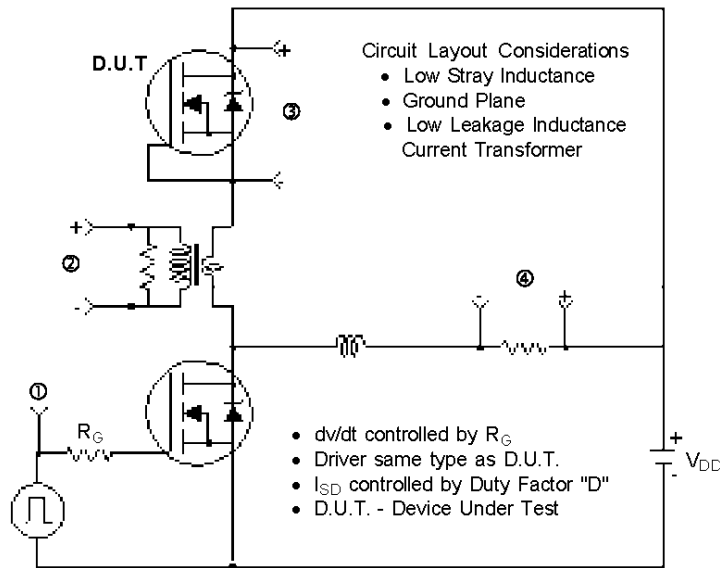 D.U.T
+
Circuit Layout Considerations
• Low Stray Inductance
• Ground Plane
• Low Leakage Inductance
Current Transformer
③
-
+
②
-
④
- +
①
R_G
• dv/dt controlled by R_G
• Driver same type as D.U.T.
• I_SD controlled by Duty Factor "D"
• D.U.T. - Device Under Test
+
V_DD
-